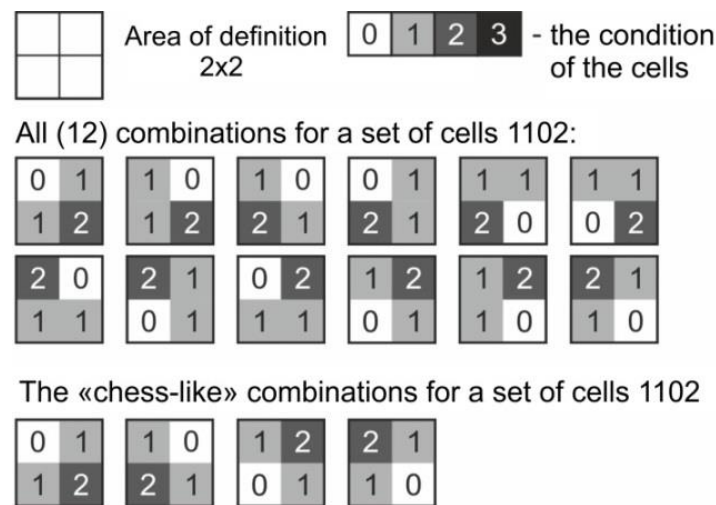 Area of definition 0 1 2 3 - the condition
2x2 of the cells
All (12) combinations for a set of cells 1102:
0 1 1 0 1 0 0 1 1 1 1 1
1 2 1 2 2 1 2 1 2 0 0 2
2 0 2 1 0 2 1 2 1 2 2 1
1 1 0 1 1 1 0 1 1 0 1 0
The «chess-like» combinations for a set of cells 1102
0 1 1 0 1 2 2 1
1 2 2 1 0 1 1 0